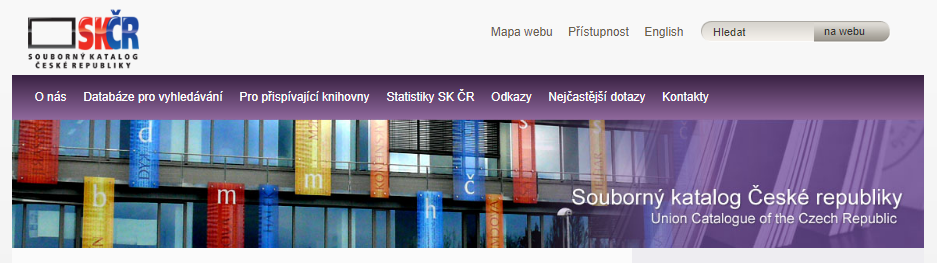 SKČR
SOUBORNÝ KATALOG
ČESKÉ REPUBLIKY
Mapa webu Přístupnost English Hledat na webu
O nás Databáze pro vyhledávání Pro přispívající knihovny Statistiky SK ČR Odkazy Nejčastější dotazy Kontakty
d s
b m m h č
Souborný katalog České republiky
Union Catalogue of the Czech Republic